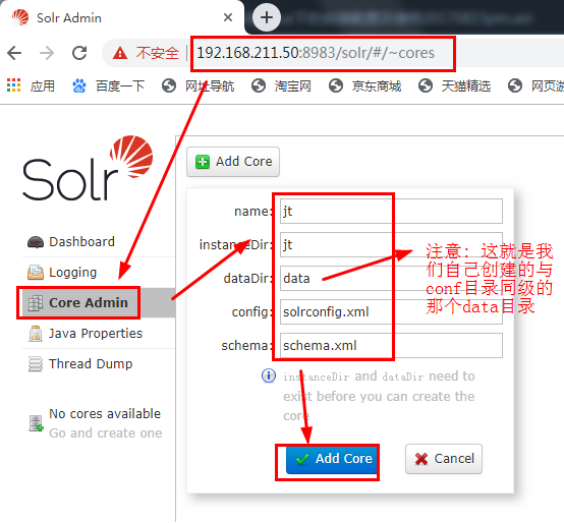 Solr Admin
不安全
192.168.211.50:8983/solr/#/~cores
应用
百度一下
网址导航
淘宝网
京东商城
天猫精选
网页游
Solr
Add Core
name: jt
instanceDir: jt
dataDir: data
config: solrconfig.xml
schema: schema.xml
instanceDir and dataDir need to
exist before you can create the
core
Add Core
Cancel
Dashboard
Logging
Core Admin
Java Properties
Thread Dump
No cores available
Go and create one
注意: 这就是我
们自己创建的与
conf目录同级的
那个data目录